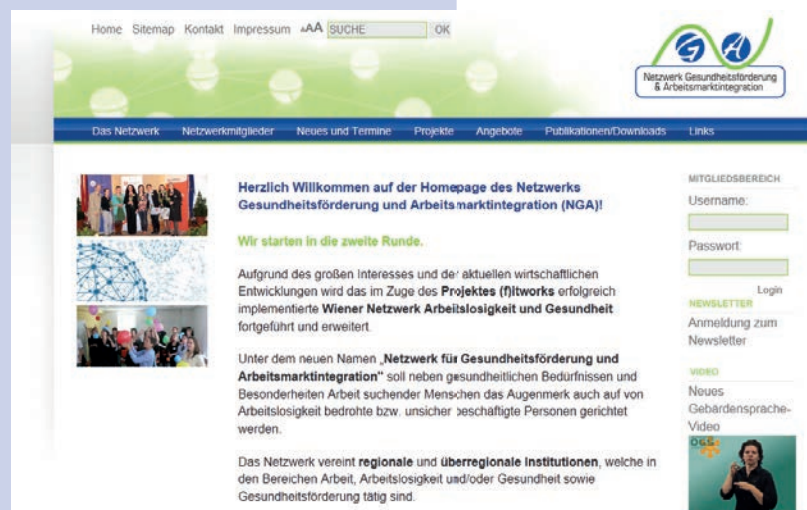 Home Sitemap Kontakt Impressum AAA SUCHE OK
G A
Netzwerk Gesundheitsförderung
& Arbeitsmarktintegration
Das Netzwerk Netzwerkmitglieder Neues und Termine Projekte Angebote Publikationen/Downloads Links
Herzlich Willkommen auf der Homepage des Netzwerks
Gesundheitsförderung und Arbeitsmarktintegration (NGA)!
Wir starten in die zweite Runde.
Aufgrund des großen Interesses und der aktuellen wirtschaftlichen
Entwicklungen wird das im Zuge des Projektes (f)itworks erfolgreich
implementierte Wiener Netzwerk Arbeitslosigkeit und Gesundheit
fortgeführt und erweitert.
Unter dem neuen Namen „Netzwerk für Gesundheitsförderung und
Arbeitsmarktintegration" soll neben gesundheitlichen Bedürfnissen und
Besonderheiten Arbeit suchender Menschen das Augenmerk auch auf von
Arbeitslosigkeit bedrohte bzw. unsicher beschäftigte Personen gerichtet
werden.
Das Netzwerk vereint regionale und überregionale Institutionen, welche in
den Bereichen Arbeit, Arbeitslosigkeit und/oder Gesundheit sowie
Gesundheitsförderung tätig sind.
MITGLIEDSBEREICH
Username:
Passwort:
Login
NEWSLETTER
Anmeldung zum
Newsletter
VIDEO
Neues
Gebärdensprache-
Video
ÖGS